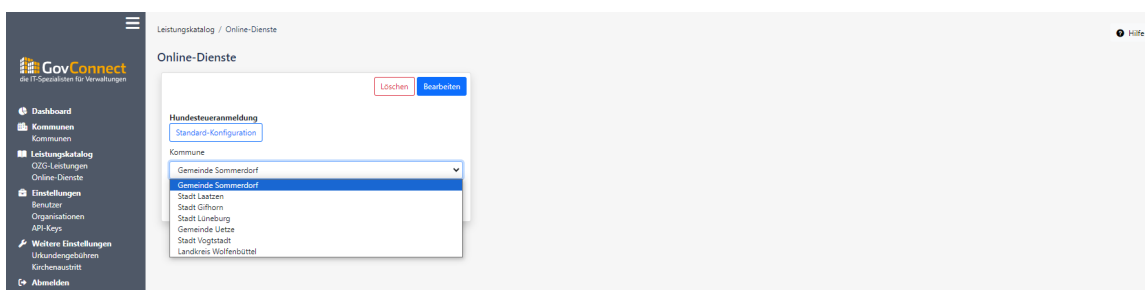 Leistungskatalog / Online-Dienste
Hilfe
GovConnect
die IT-Spezialisten für Verwaltungen
Dashboard
Kommunen
Kommunen
Leistungskatalog
OZG-Leistungen
Online-Dienste
Einstellungen
Benutzer
Organisationen
API-Keys
Weitere Einstellungen
Urkundengebühren
Kirchenaustritt
Abmelden
Online-Dienste
Löschen
Bearbeiten
Hundesteueranmeldung
Standard-Konfiguration
Kommune
Gemeinde Sommerdorf
Gemeinde Sommerdorf
Stadt Laatzen
Stadt Gifhorn
Stadt Lüneburg
Gemeinde Uetze
Stadt Vogtstadt
Landkreis Wolfenbüttel